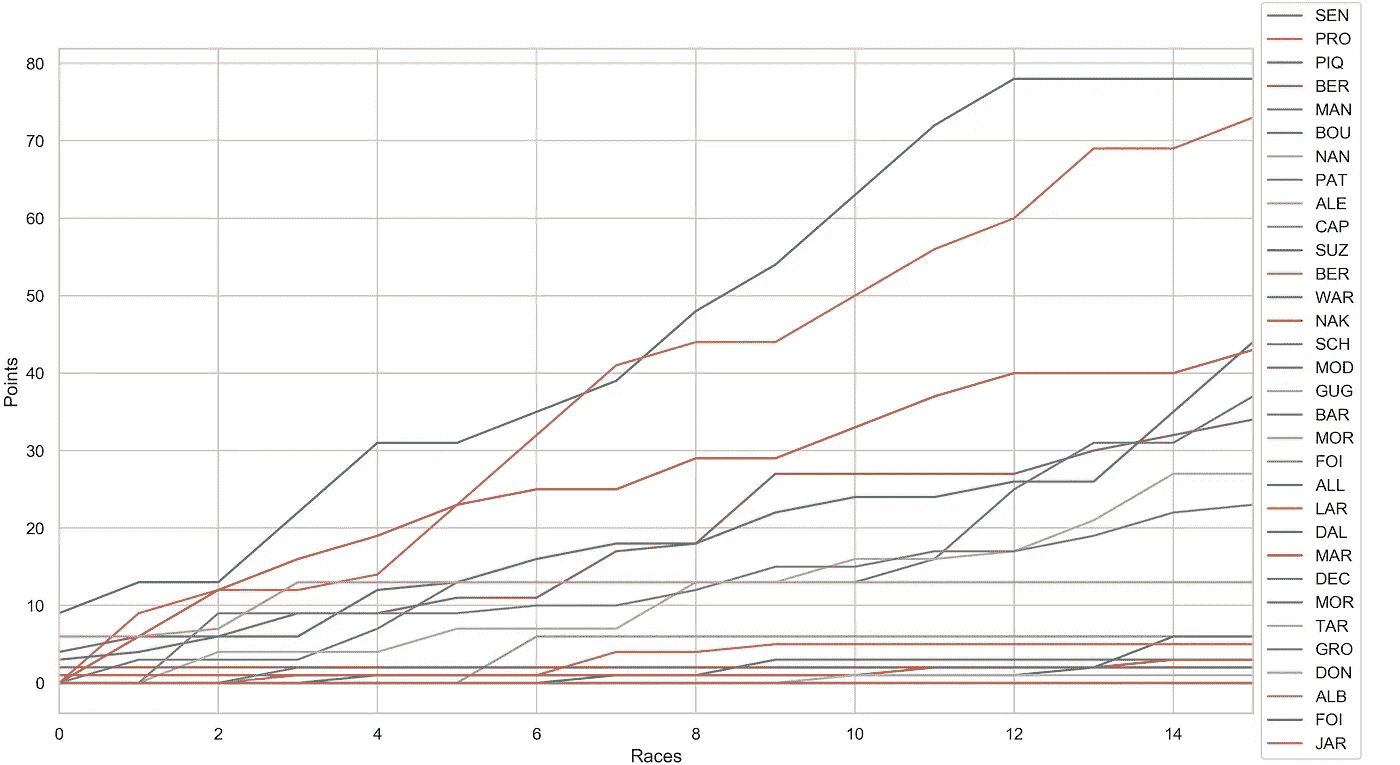 80
70
60
50
40
30
20
10
0
Points
0 2 4 6 8 10 12 14
Races
SEN
PRO
PIQ
BER
MAN
BOU
NAN
PAT
ALE
CAP
SUZ
BER
WAR
NAK
SCH
MOD
GUG
BAR
MOR
FOI
ALL
LAR
DAL
MAR
DEC
MOR
TAR
GRO
DON
ALB
FOI
JAR